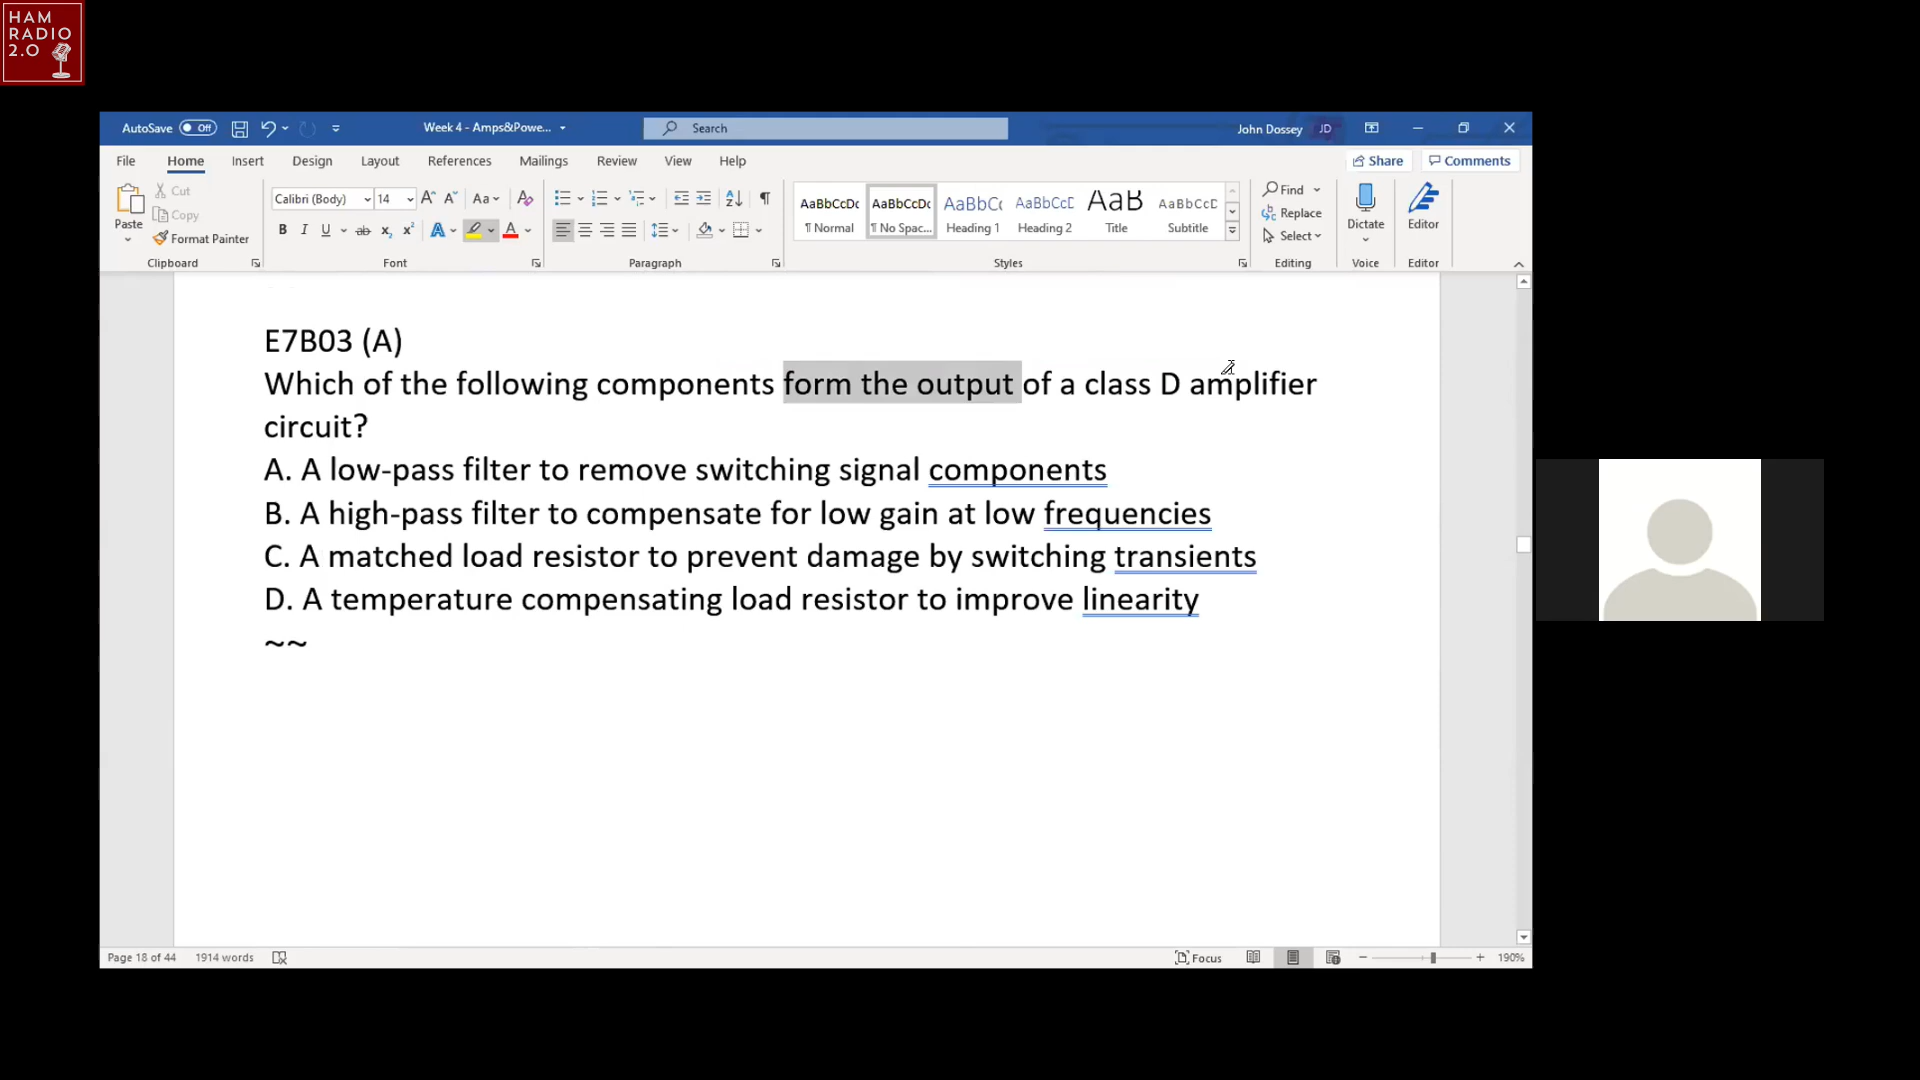 HAM
RADIO
2.0
AutoSave Off
Week 4 - Amps&Powe...
Search
John Dossey JD
File Home Insert Design Layout References Mailings Review View Help
Share Comments
Paste
Cut
Copy
Format Painter
Clipboard
Calibri (Body) 14
Font
Paragraph
AaBbCcDc AaBbCcDc AaBbCc AaBbCcC AaB AaBbCcC
¶ Normal ¶ No Spac... Heading 1 Heading 2 Title Subtitle
Styles
Find
Replace
Select
Editing
Dictate
Voice
Editor
Editor
E7B03 (A)
Which of the following components form the output of a class D amplifier
circuit?
A. A low-pass filter to remove switching signal components
B. A high-pass filter to compensate for low gain at low frequencies
C. A matched load resistor to prevent damage by switching transients
D. A temperature compensating load resistor to improve linearity
~~
Page 18 of 44 1914 words
Focus
190%